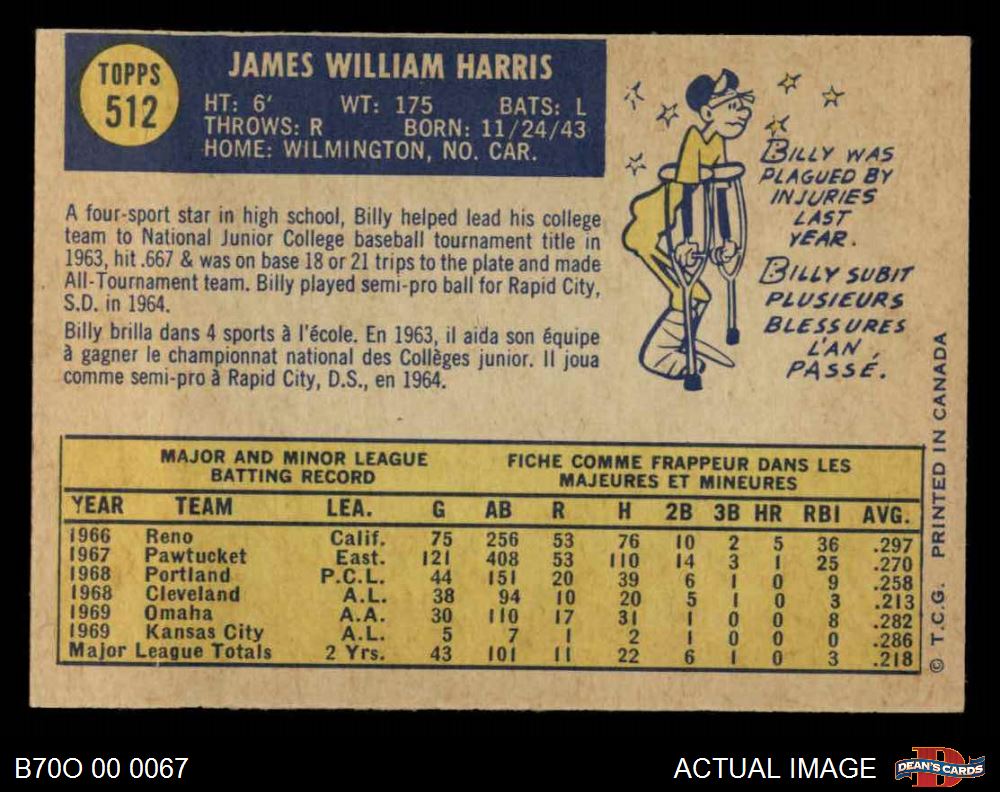 TOPPS
512
JAMES WILLIAM HARRIS
HT: 6' WT: 175 BATS: L
THROWS: R BORN: 11/24/43
HOME: WILMINGTON, NO. CAR.
A four-sport star in high school, Billy helped lead his college
team to National Junior College baseball tournament title in
1963, hit .667 & was on base 18 or 21 trips to the plate and made
All-Tournament team. Billy played semi-pro ball for Rapid City,
S.D. in 1964.
Billy brilla dans 4 sports à l'école. En 1963, il aida son équipe
à gagner le championnat national des Collèges junior. Il joua
comme semi-pro à Rapid City, D.S., en 1964.
BILLY WAS
PLAGUED BY
INJURIES
LAST
YEAR.
BILLY SUBIT
PLUSIEURS
BLESSURES
L'AN
PASSÉ.
MAJOR AND MINOR LEAGUE
BATTING RECORD
FICHE COMME FRAPPEUR DANS LES
MAJEURES ET MINEURES
YEAR TEAM LEA. G AB R H 2B 3B HR RBI AVG.
1966 Reno Calif. 75 256 53 76 10 2 5 36 .297
1967 Pawtucket East. 121 408 53 110 14 3 1 25 .270
1968 Portland P.C.L. 44 151 20 39 6 1 0 9 .258
1968 Cleveland A.L. 38 94 10 20 5 1 0 3 .213
1969 Omaha A.A. 30 110 17 31 1 0 0 8 .282
1969 Kansas City A.L. 5 7 1 2 1 0 0 0 .286
Major League Totals 2 Yrs. 43 101 11 22 6 1 0 3 .218
© T.C.G. PRINTED IN CANADA
B70O 00 0067
ACTUAL IMAGE
D
DEAN'S CARDS